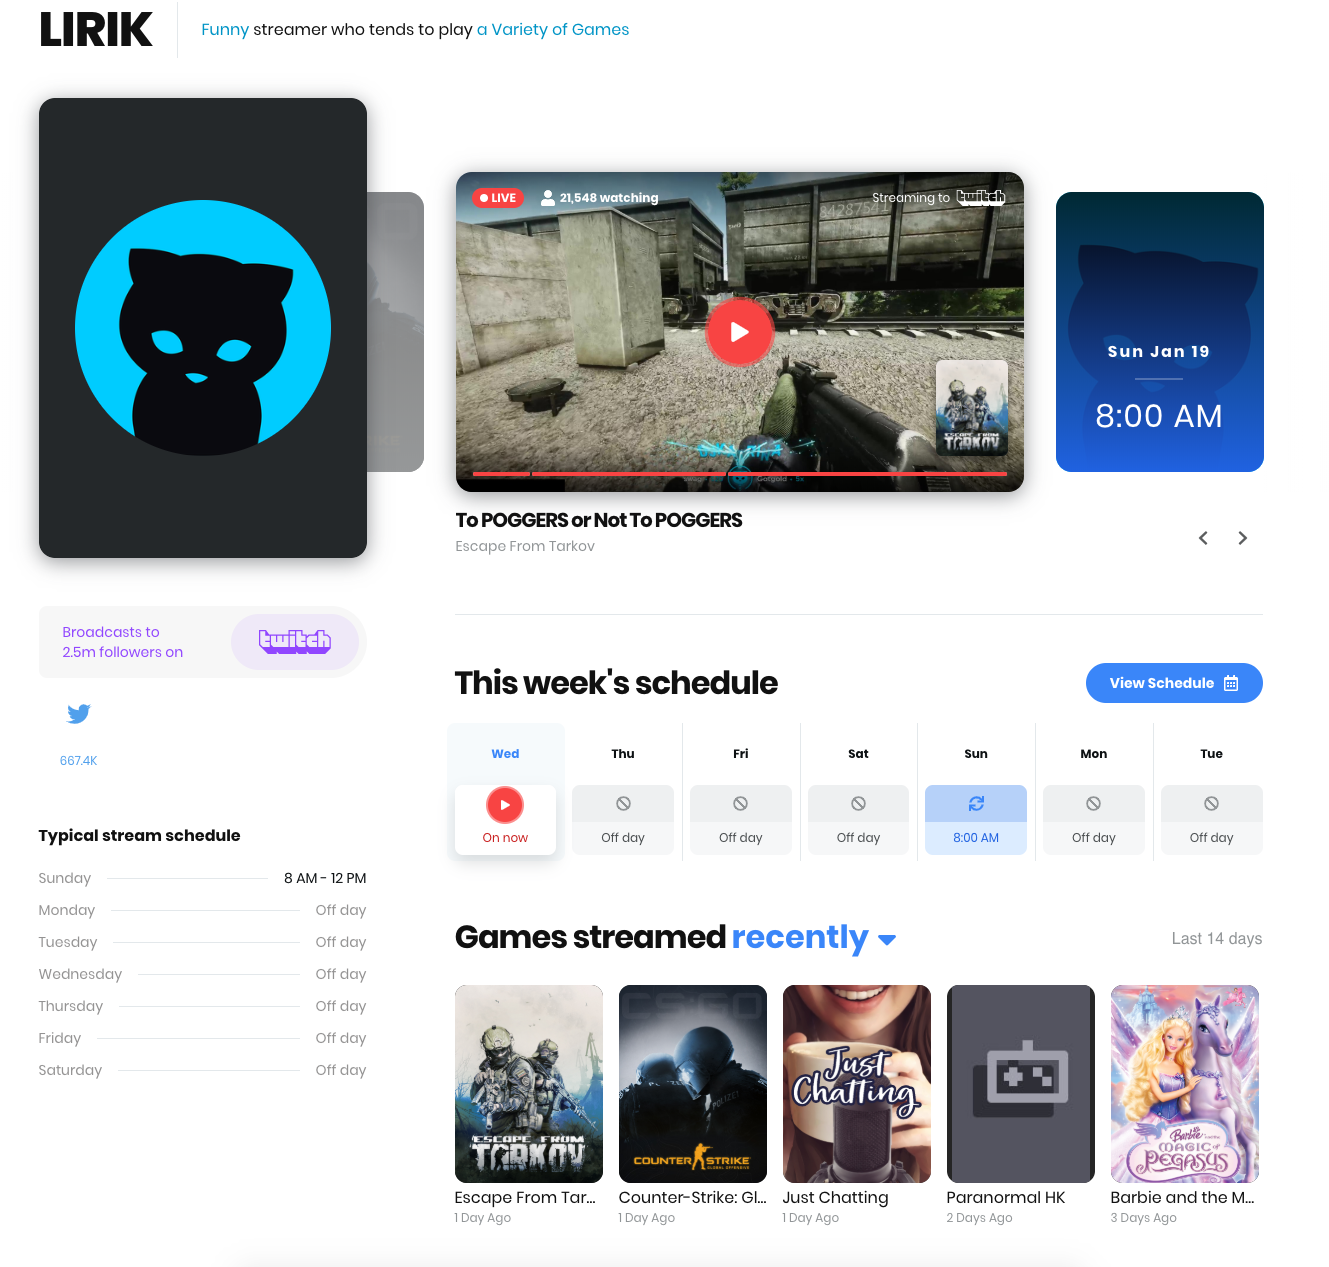 LIRIK
Funny streamer who tends to play a Variety of Games
LIVE
21,548 watching
Streaming to twitch
ESCAPE FROM
TARKOV
Sun Jan 19
8:00 AM
To POGGERS or Not To POGGERS
Escape From Tarkov
Broadcasts to
2.5m followers on
twitch
667.4K
Typical stream schedule
Sunday 8 AM - 12 PM
Monday Off day
Tuesday Off day
Wednesday Off day
Thursday Off day
Friday Off day
Saturday Off day
This week's schedule
View Schedule
Wed Thu Fri Sat Sun Mon Tue
On now Off day Off day Off day 8:00 AM Off day Off day
Games streamed recently
Last 14 days
ESCAPE FROM
TARKOV
CS:GO
POLIZEI
COUNTER STRIKE
GLOBAL OFFENSIVE
Just
Chatting
Barbie
MAGIC of
PEGASUS
Escape From Tar...
1 Day Ago
Counter-Strike: Gl...
1 Day Ago
Just Chatting
1 Day Ago
Paranormal HK
2 Days Ago
Barbie and the M...
3 Days Ago